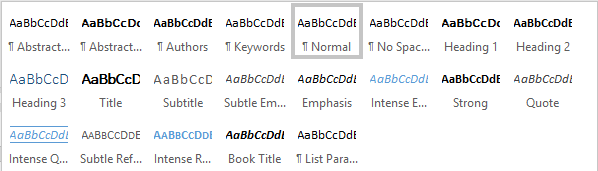 AaBbCcDdE AaBbCcDc AaBbCcDdE AaBbCcDdE AaBbCcDdE AaBbCcDdE AaBbCcDc AaBbCcDdE
¶ Abstract... ¶ Abstract... ¶ Authors ¶ Keywords ¶ Normal ¶ No Spac... Heading 1 Heading 2
AaBbCcD AaBbCcD AaBbCcD AaBbCcDdE AaBbCcDdE AaBbCcDdE AaBbCcDdE AaBbCcDdE
Heading 3 Title Subtitle Subtle Em... Emphasis Intense E... Strong Quote
AaBbCcDdE AABBCCDDE AABBCCDDE AaBbCcDdE AaBbCcDdE
Intense Q... Subtle Ref... Intense R... Book Title ¶ List Para...